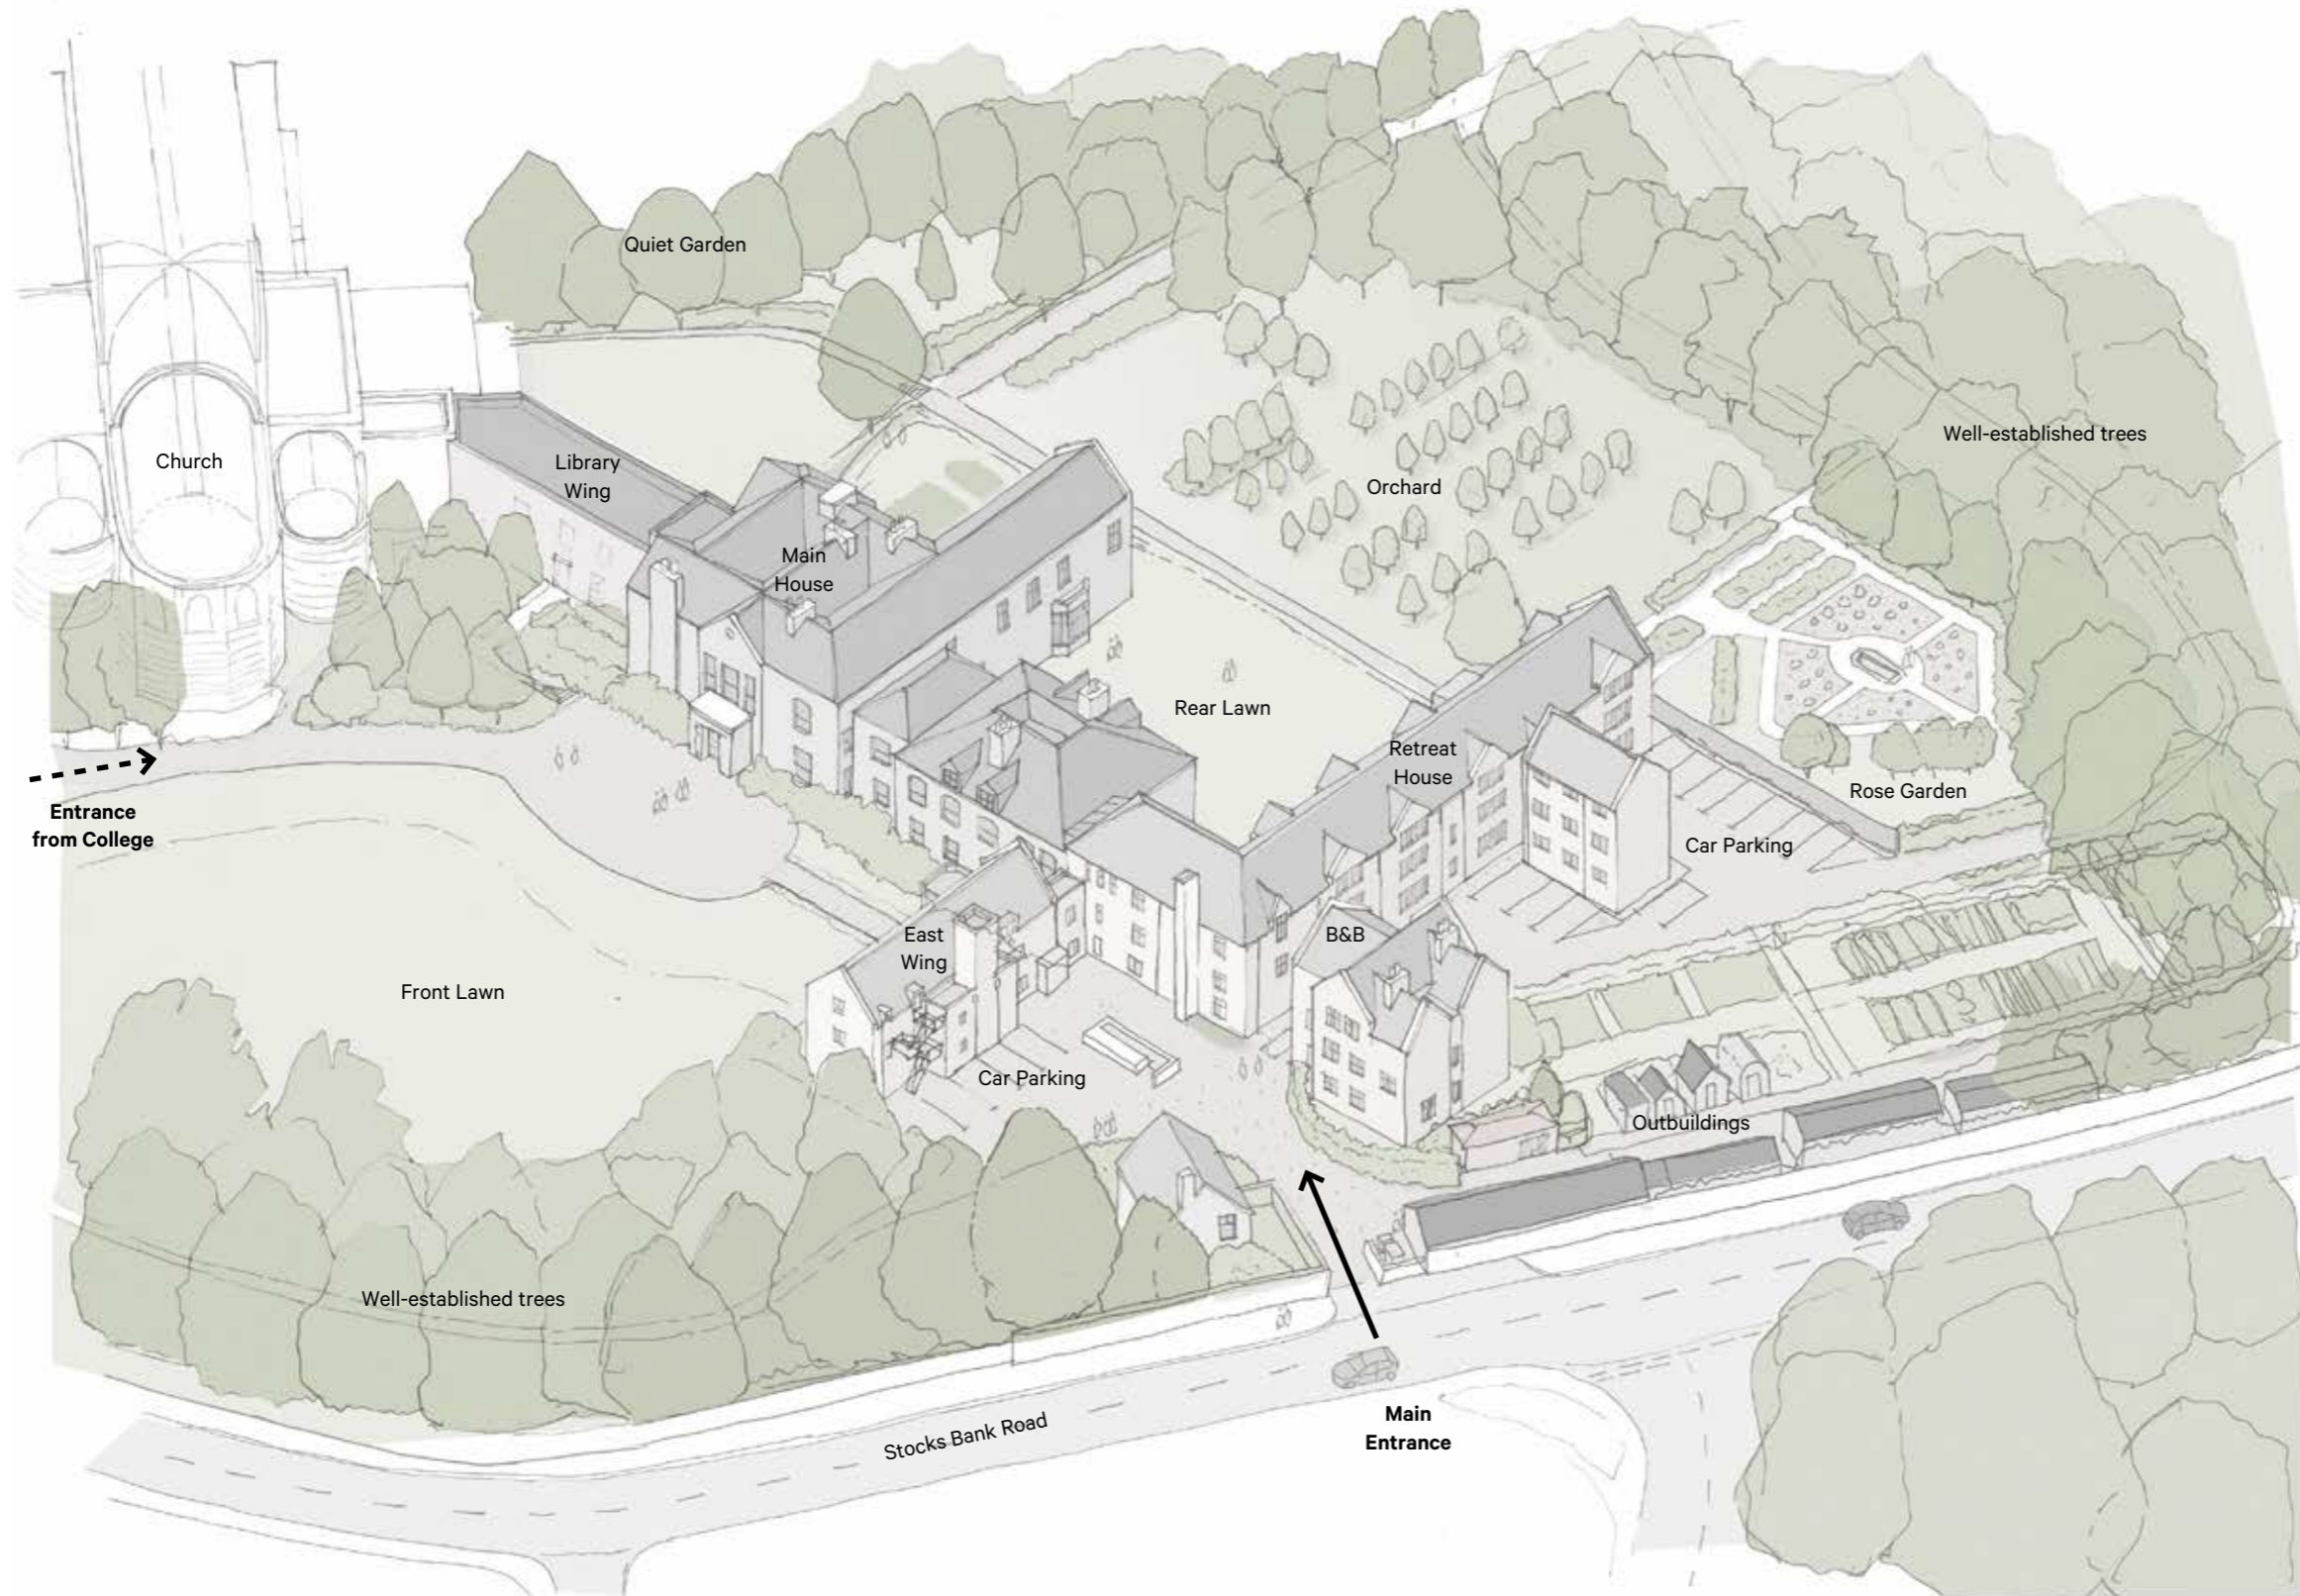 Quiet Garden
Well-established trees
Church
Library
Wing
Orchard
Main
House
Rear Lawn
Retreat
House
Rose Garden
Entrance
from College
Car Parking
East
Wing
B&B
Front Lawn
Car Parking
Outbuildings
Well-established trees
Stocks Bank Road
Main
Entrance